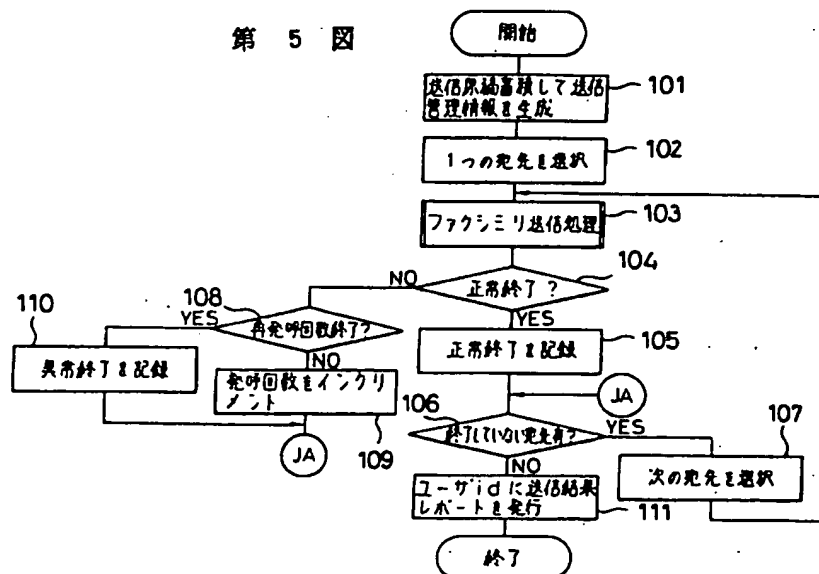 第 5 図
開始
送信原稿蓄積して送信
管理情報を生成
101
1つの宛先を選択
102
ファクシミリ送信処理
103
正常終了?
104
NO
YES
正常終了を記録
105
108
再発呼回数終了?
YES
NO
110
異常終了を記録
発呼回数をインクリ
メント
109
JA
JA
106
終了していない宛先有?
YES
NO
107
次の宛先を選択
ユーザidに送信結果
レポートを発行
111
終了